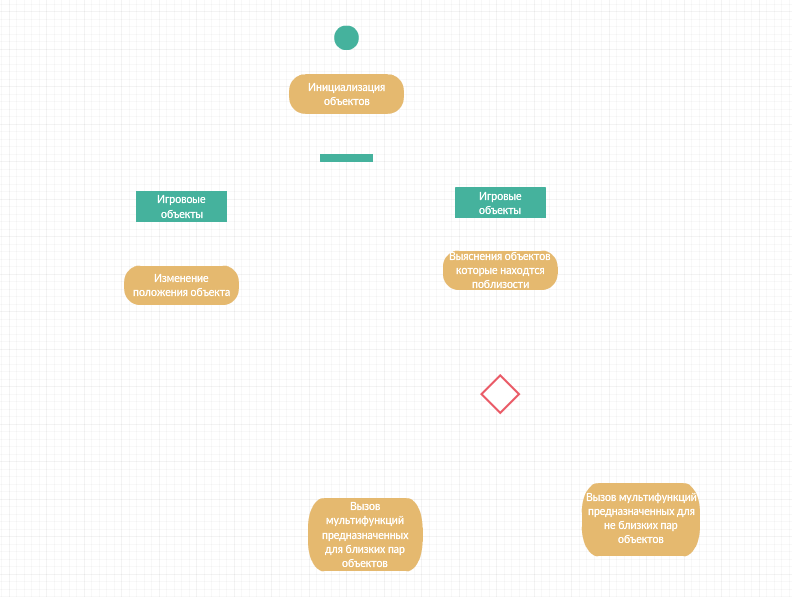 Инициализация
объектов
Игровоые
объекты
Игровые
объекты
Изменение
положения объекта
Выяснения объектов
которые находтся
поблизости
Вызов
мультифункций
предназначенных
для близких пар
объектов
Вызов мультифункций
предназначенных для
не близких пар
объектов